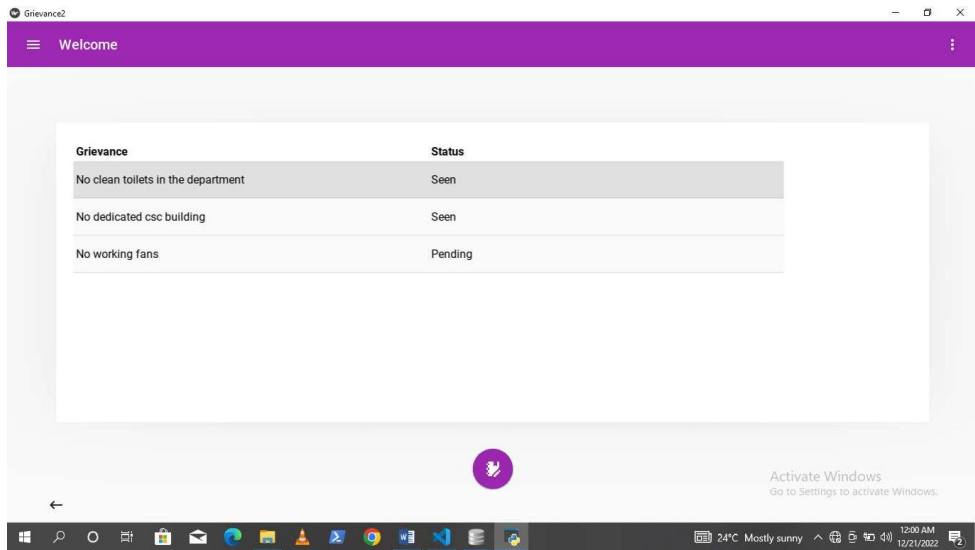 Grievance2
Welcome
Grievance Status
No clean toilets in the department Seen
No dedicated csc building Seen
No working fans Pending
Activate Windows
Go to Settings to activate Windows.
24°C Mostly sunny 12:00 AM
12/21/2022